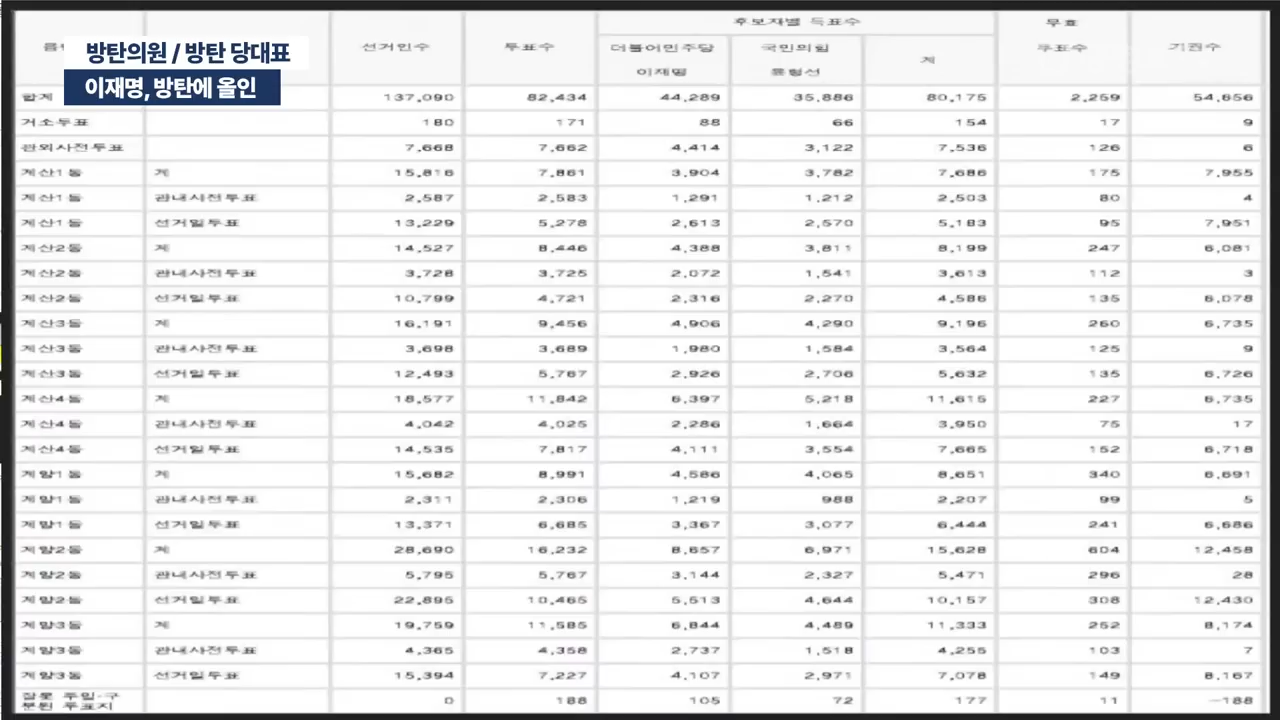 방탄의원 / 방탄 당대표
이재명, 방탄에 올인
선거인수 투표수 후보자별 득표수 무효 투표수 기권수
더불어민주당 이재명 국민의힘 윤형선 계
합계 137,090 82,434 44,289 35,886 80,175 2,259 54,656
거소투표 180 171 88 66 154 17 9
관외사전투표 7,668 7,662 4,414 3,122 7,536 126 6
계산1동 계 15,816 7,861 3,904 3,782 7,686 175 7,955
계산1동 관내사전투표 2,587 2,583 1,291 1,212 2,503 80 4
계산1동 선거일투표 13,229 5,278 2,613 2,570 5,183 95 7,951
계산2동 계 14,527 8,446 4,388 3,811 8,199 247 6,081
계산2동 관내사전투표 3,728 3,725 2,072 1,541 3,613 112 3
계산2동 선거일투표 10,799 4,721 2,316 2,270 4,586 135 6,078
계산3동 계 16,191 9,456 4,906 4,290 9,196 260 6,735
계산3동 관내사전투표 3,698 3,689 1,980 1,584 3,564 125 9
계산3동 선거일투표 12,493 5,767 2,926 2,706 5,632 135 6,726
계산4동 계 18,577 11,842 6,397 5,218 11,615 227 6,735
계산4동 관내사전투표 4,042 4,025 2,286 1,664 3,950 75 17
계산4동 선거일투표 14,535 7,817 4,111 3,554 7,665 152 6,718
계양1동 계 15,682 8,991 4,586 4,065 8,651 340 6,691
계양1동 관내사전투표 2,311 2,306 1,219 988 2,207 99 5
계양1동 선거일투표 13,371 6,685 3,367 3,077 6,444 241 6,686
계양2동 계 28,690 16,232 8,657 6,971 15,628 604 12,458
계양2동 관내사전투표 5,795 5,767 3,144 2,327 5,471 296 28
계양2동 선거일투표 22,895 10,465 5,513 4,644 10,157 308 12,430
계양3동 계 19,759 11,585 6,844 4,489 11,333 252 8,174
계양3동 관내사전투표 4,365 4,358 2,737 1,518 4,255 103 7
계양3동 선거일투표 15,394 7,227 4,107 2,971 7,078 149 8,167
잘못 투입·구분된 투표지 0 188 105 72 177 11 -188